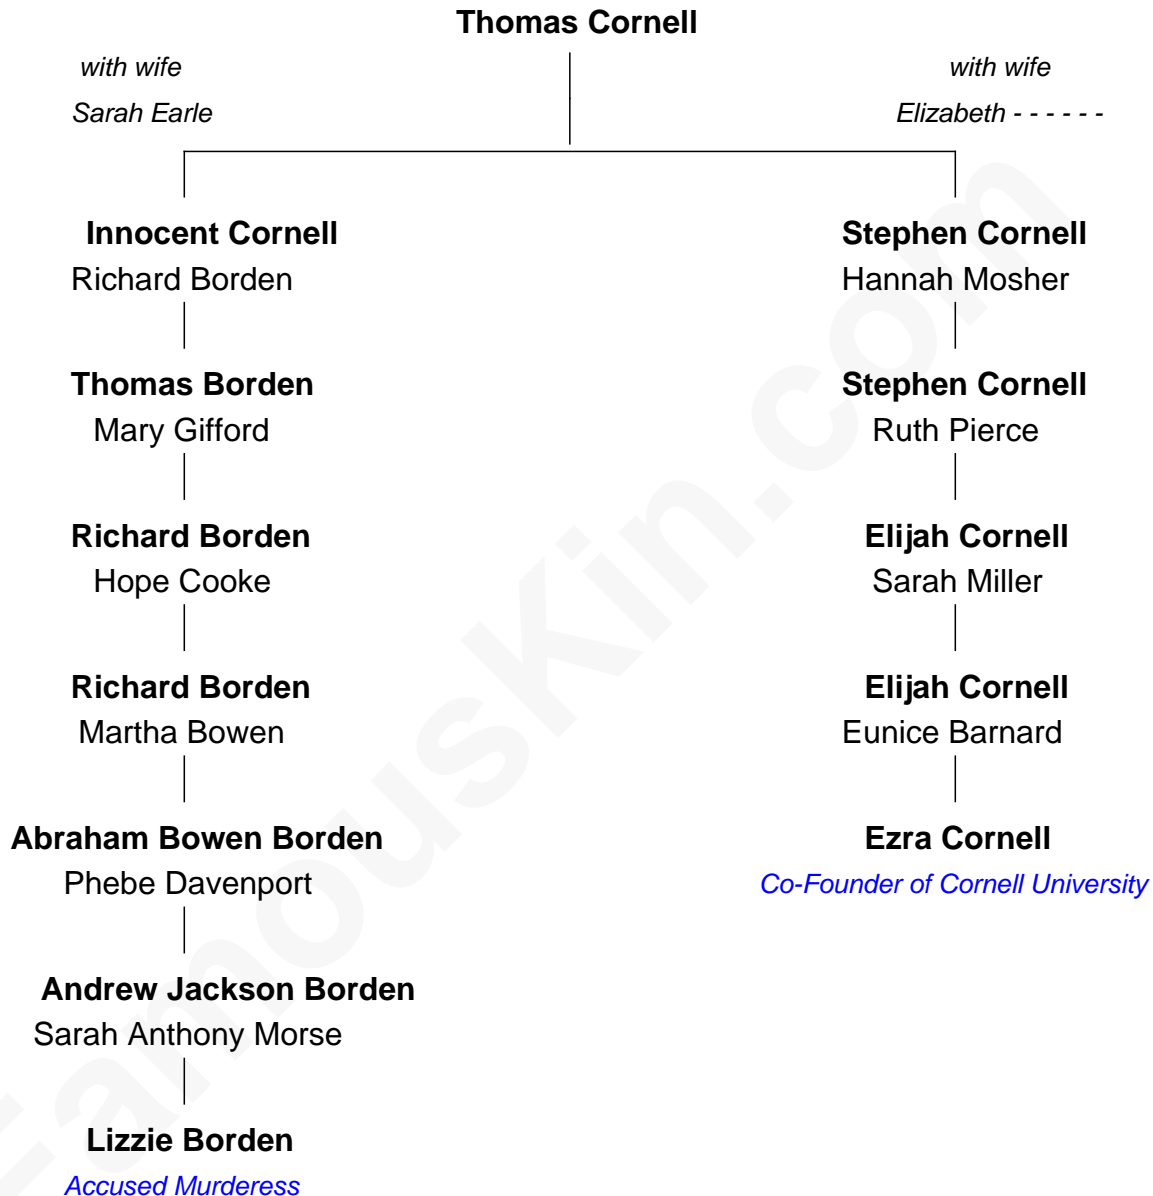 Thomas Cornell
with wife
Sarah Earle
with wife
Elizabeth - - - - - -
Innocent Cornell
Richard Borden
Stephen Cornell
Hannah Mosher
Thomas Borden
Mary Gifford
Stephen Cornell
Ruth Pierce
Richard Borden
Hope Cooke
Elijah Cornell
Sarah Miller
Richard Borden
Martha Bowen
Elijah Cornell
Eunice Barnard
Abraham Bowen Borden
Phebe Davenport
Ezra Cornell
Co-Founder of Cornell University
Andrew Jackson Borden
Sarah Anthony Morse
Lizzie Borden
Accused Murderess
FamousKin.com